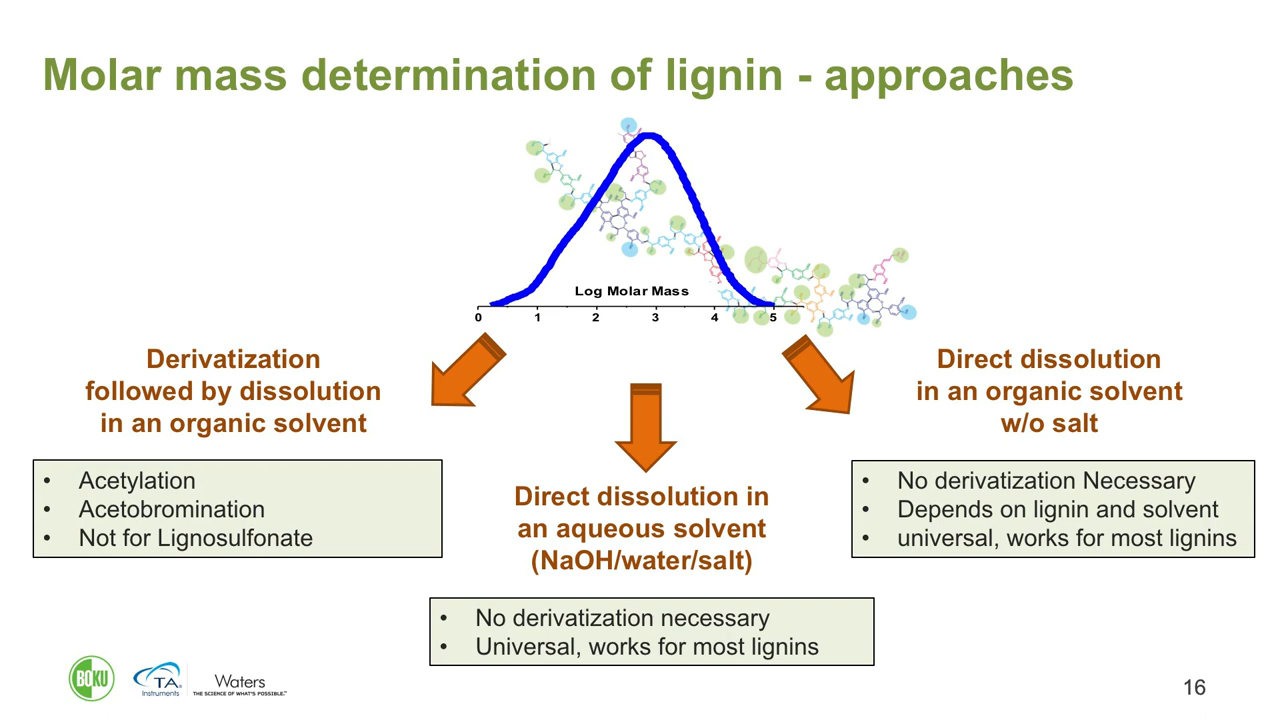 Molar mass determination of lignin - approaches
Log Molar Mass
0 1 2 3 4 5
Derivatization
followed by dissolution
in an organic solvent
• Acetylation
• Acetobromination
• Not for Lignosulfonate
Direct dissolution in
an aqueous solvent
(NaOH/water/salt)
• No derivatization necessary
• Universal, works for most lignins
Direct dissolution
in an organic solvent
w/o salt
• No derivatization Necessary
• Depends on lignin and solvent
• universal, works for most lignins
BOKU
TA
Instruments
Waters
THE SCIENCE OF WHAT'S POSSIBLE.™
16